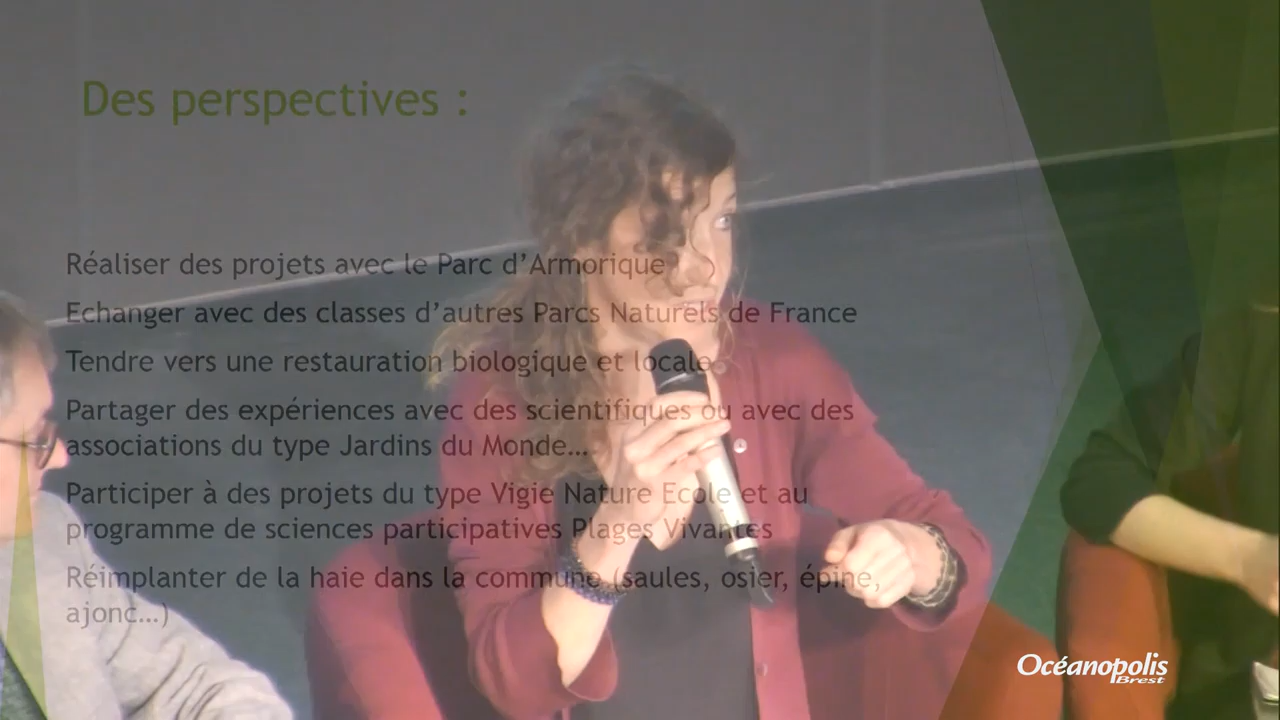 Des perspectives :
Réaliser des projets avec le Parc d'Armorique
Echanger avec des classes d'autres Parcs Naturels de France
Tendre vers une restauration biologique et locale
Partager des expériences avec des scientifiques ou avec des
associations du type Jardins du Monde…
Participer à des projets du type Vigie Nature Ecole et au
programme de sciences participatives Plages Vivantes
Réimplanter de la haie dans la commune (saules, osier, épine,
ajonc…)
Océanopolis
Brest